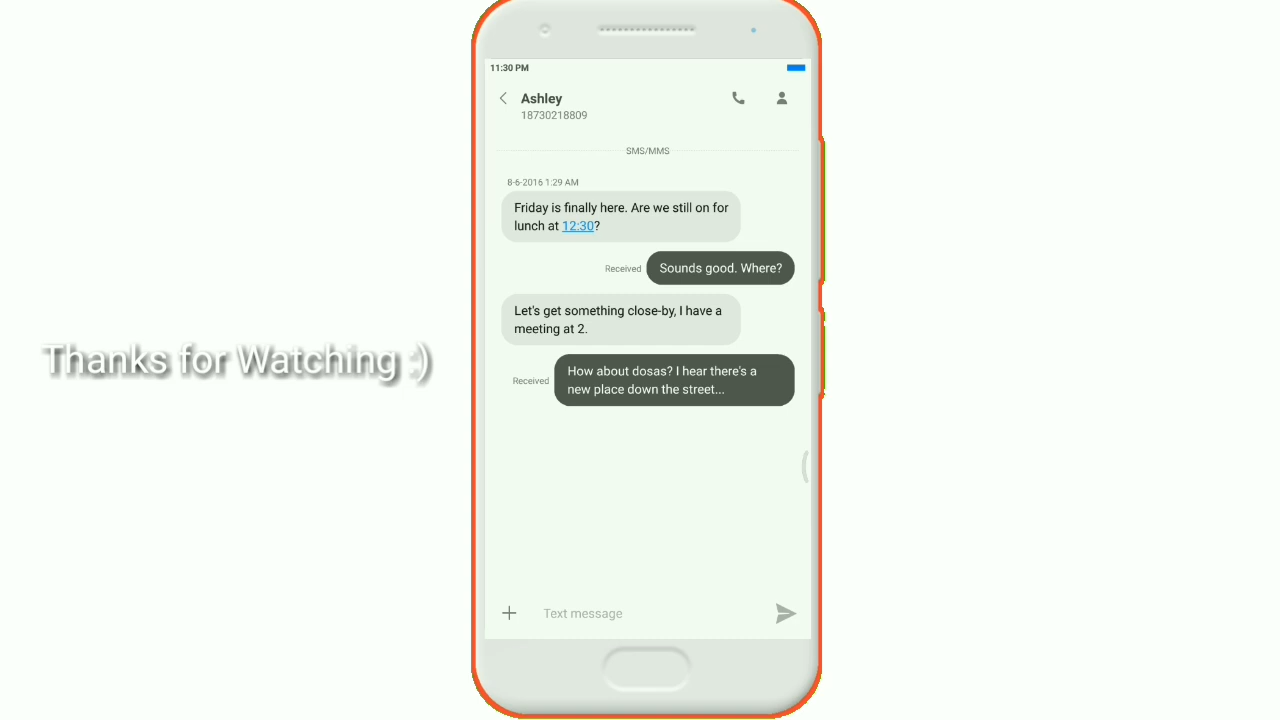 11:30 PM
Ashley
18730218809
SMS/MMS
8-6-2016 1:29 AM
Friday is finally here. Are we still on for
lunch at 12:30?
Received
Sounds good. Where?
Let's get something close-by, I have a
meeting at 2.
Received
How about dosas? I hear there's a
new place down the street...
Thanks for Watching :)
Text message